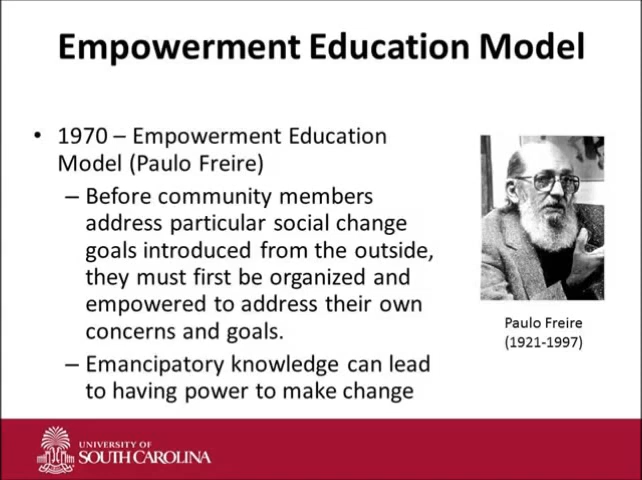 Empowerment Education Model
• 1970 – Empowerment Education
Model (Paulo Freire)
– Before community members
address particular social change
goals introduced from the outside,
they must first be organized and
empowered to address their own
concerns and goals.
– Emancipatory knowledge can lead
to having power to make change
Paulo Freire
(1921-1997)
UNIVERSITY OF
SOUTH CAROLINA